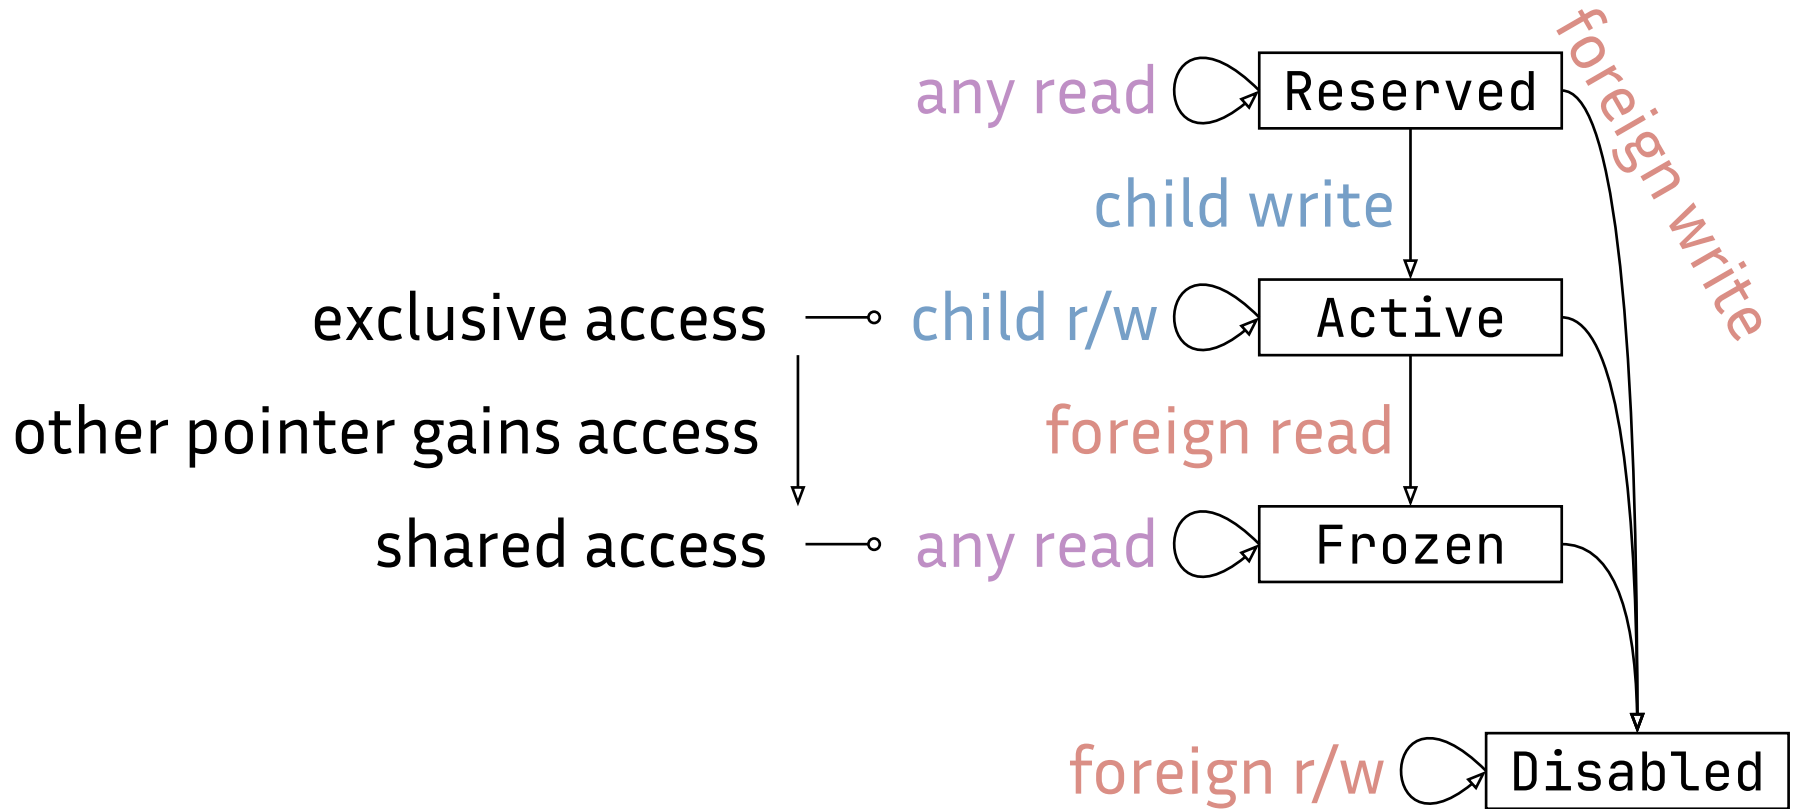 any read
Reserved
foreign write
child write
exclusive access
child r/w
Active
other pointer gains access
foreign read
shared access
any read
Frozen
foreign r/w
Disabled